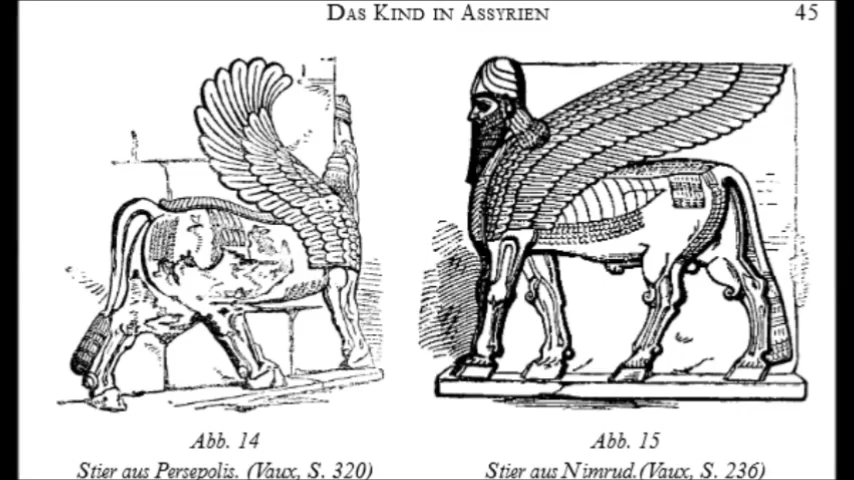 DAS KIND IN ASSYRIEN 45
Abb. 14
Stier aus Persepolis. (Vaux, S. 320)
Abb. 15
Stier aus Nimrud.(Vaux, S. 236)